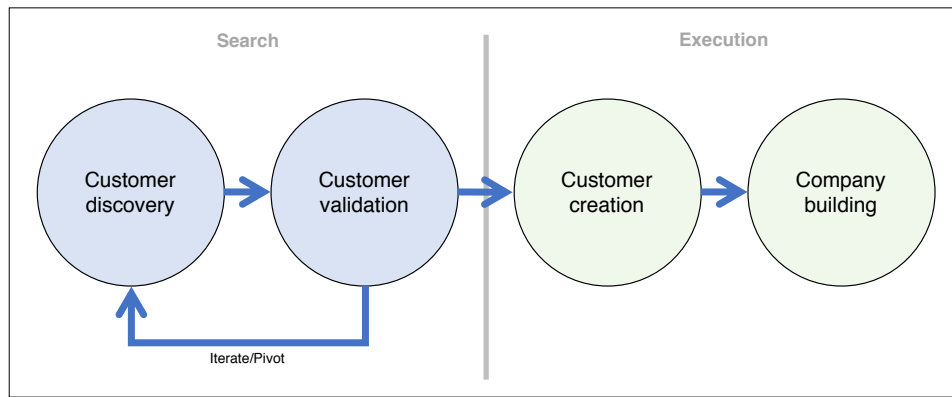 Search
Execution
Customer
discovery
Customer
validation
Customer
creation
Company
building
Iterate/Pivot